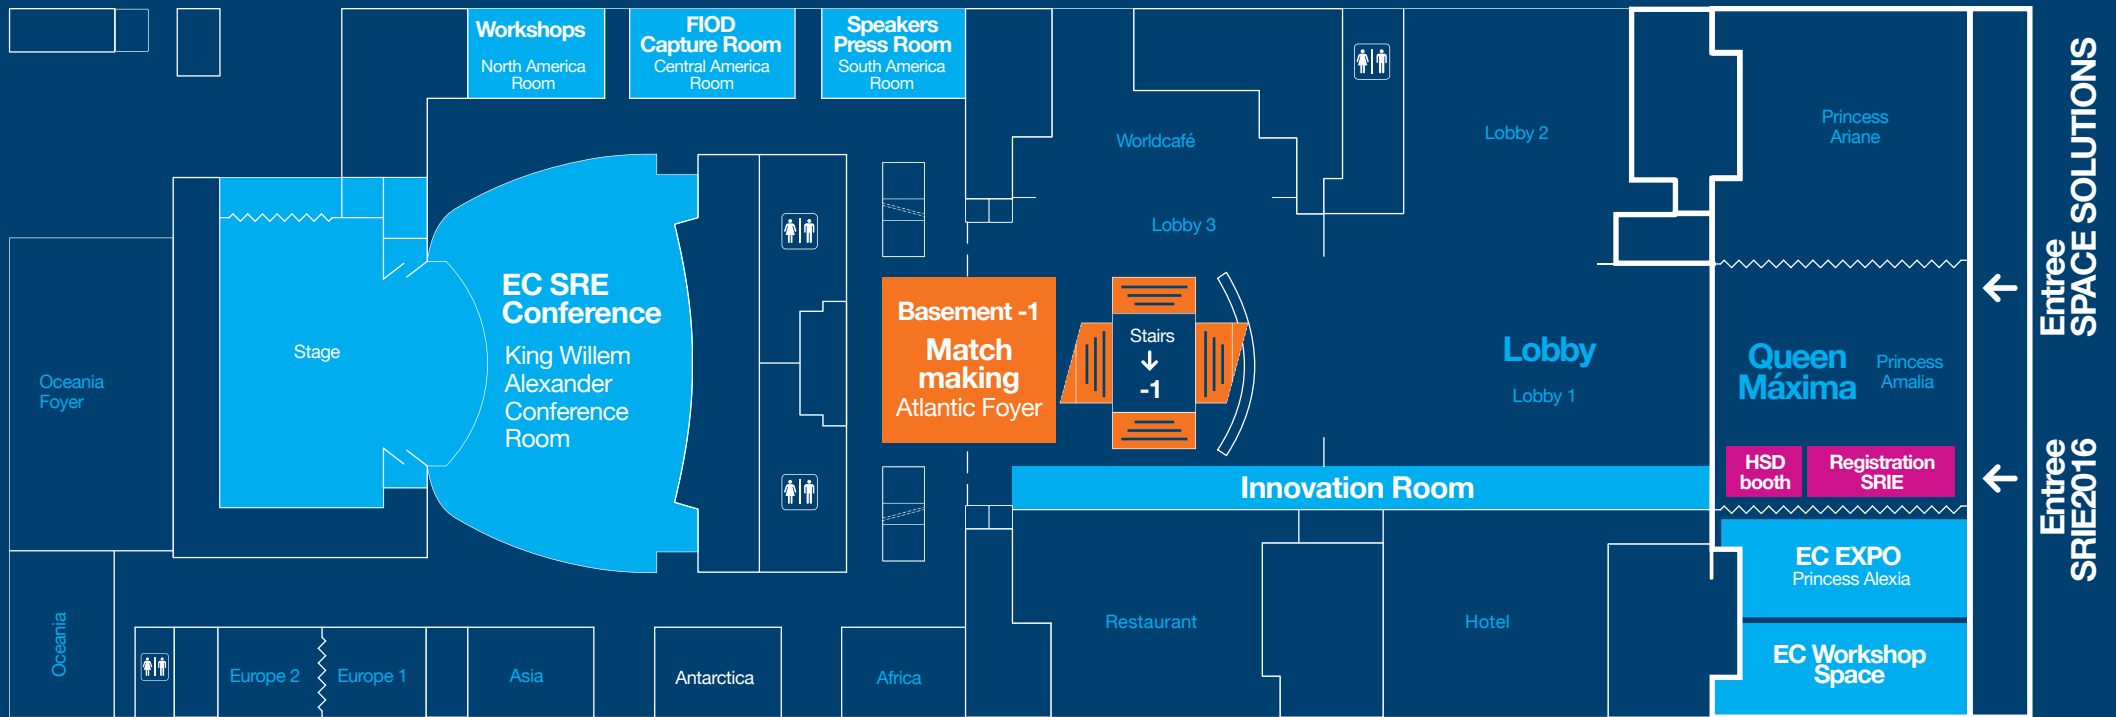 Workshops
North America
Room
FIOD
Capture Room
Central America
Room
Speakers
Press Room
South America
Room
Worldcafé
Lobby 2
Lobby 3
Princess
Ariane
Entree
SPACE SOLUTIONS
Oceania
Foyer
Stage
EC SRE
Conference
King Willem
Alexander
Conference
Room
Basement -1
Match
making
Atlantic Foyer
Stairs
-1
Lobby
Lobby 1
Queen
Máxima
Princess
Amalia
HSD
booth
Registration
SRIE
Entree
SRIE2016
Innovation Room
EC EXPO
Princess Alexia
EC Workshop
Space
Oceania
Europe 2
Europe 1
Asia
Antarctica
Africa
Restaurant
Hotel